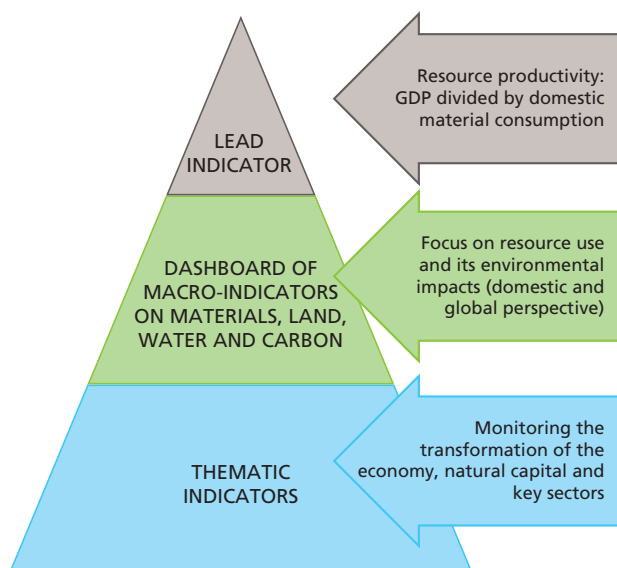 Resource productivity:
GDP divided by domestic
material consumption
LEAD
INDICATOR
Focus on resource use
and its environmental
impacts (domestic and
global perspective)
DASHBOARD OF
MACRO-INDICATORS
ON MATERIALS, LAND,
WATER AND CARBON
Monitoring the
transformation of the
economy, natural capital and
key sectors
THEMATIC
INDICATORS